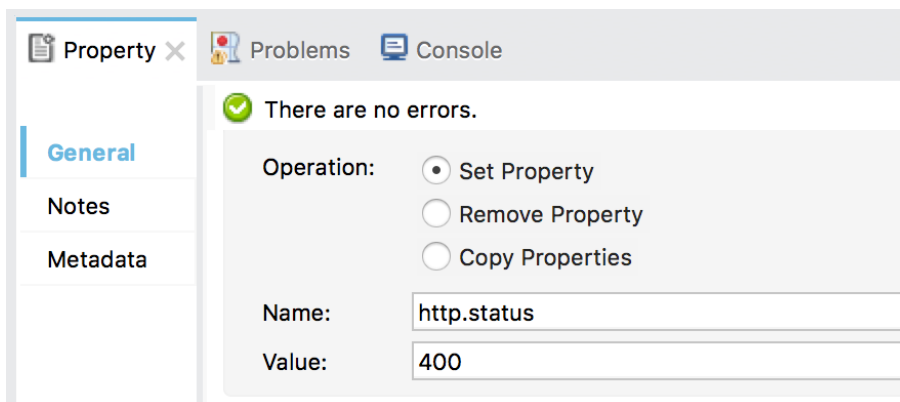 Property Problems Console
There are no errors.
General
Notes
Metadata
Operation:
Set Property
Remove Property
Copy Properties
Name: http.status
Value: 400